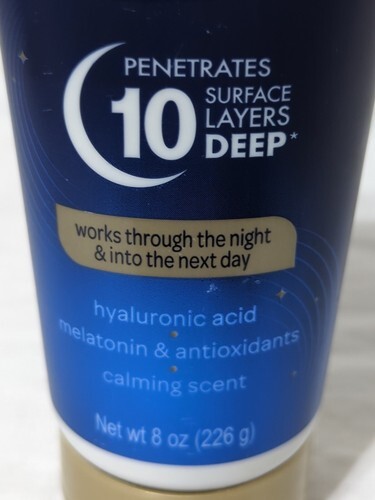 PENETRATES
10 SURFACE
LAYERS
DEEP*
works through the night
& into the next day
hyaluronic acid
melatonin & antioxidants
calming scent
Net wt 8 oz (226 g)